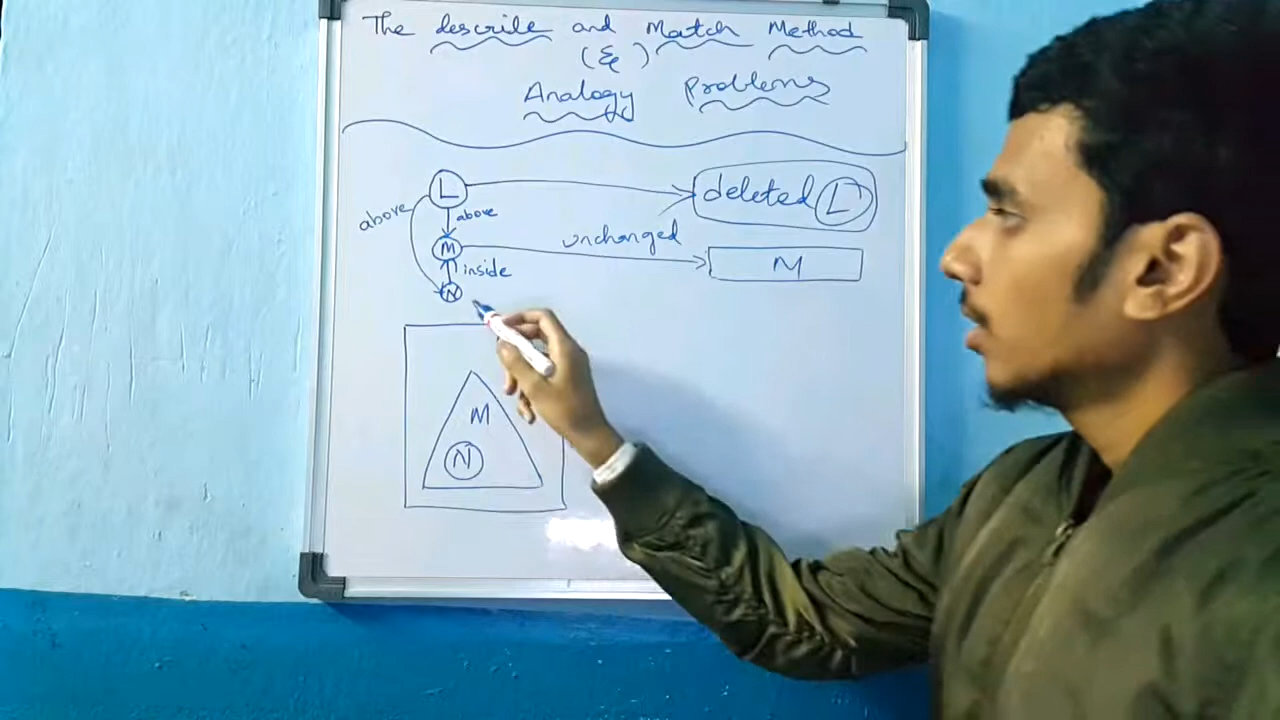 The describe and Match Method
(&)
Analogy Problems
L
deleted L
above
above
unchanged
M
M
inside
N
M
N